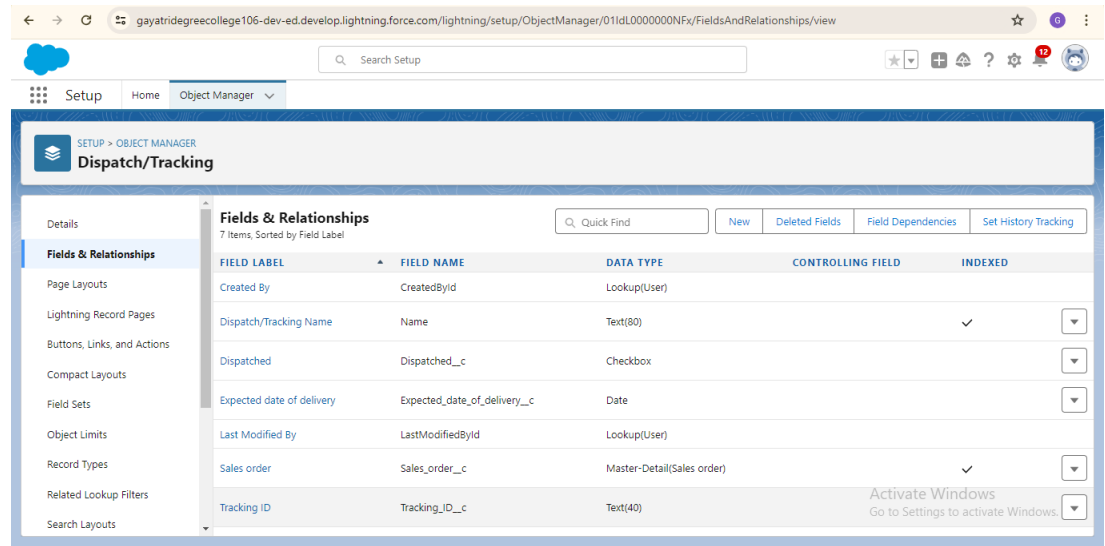 gayatridegreecollege106-dev-ed.develop.lightning.force.com/lightning/setup/ObjectManager/01IdL0000000NFx/FieldsAndRelationships/view
G
Search Setup
12
Setup Home Object Manager
SETUP > OBJECT MANAGER
Dispatch/Tracking
Details
Fields & Relationships
Page Layouts
Lightning Record Pages
Buttons, Links, and Actions
Compact Layouts
Field Sets
Object Limits
Record Types
Related Lookup Filters
Search Layouts
Fields & Relationships
7 Items, Sorted by Field Label
Quick Find New Deleted Fields Field Dependencies Set History Tracking
FIELD LABEL FIELD NAME DATA TYPE CONTROLLING FIELD INDEXED
Created By CreatedById Lookup(User)
Dispatch/Tracking Name Name Text(80)
Dispatched Dispatched__c Checkbox
Expected date of delivery Expected_date_of_delivery__c Date
Last Modified By LastModifiedById Lookup(User)
Sales order Sales_order__c Master-Detail(Sales order)
Tracking ID Tracking_ID__c Text(40)
Activate Windows
Go to Settings to activate Windows.